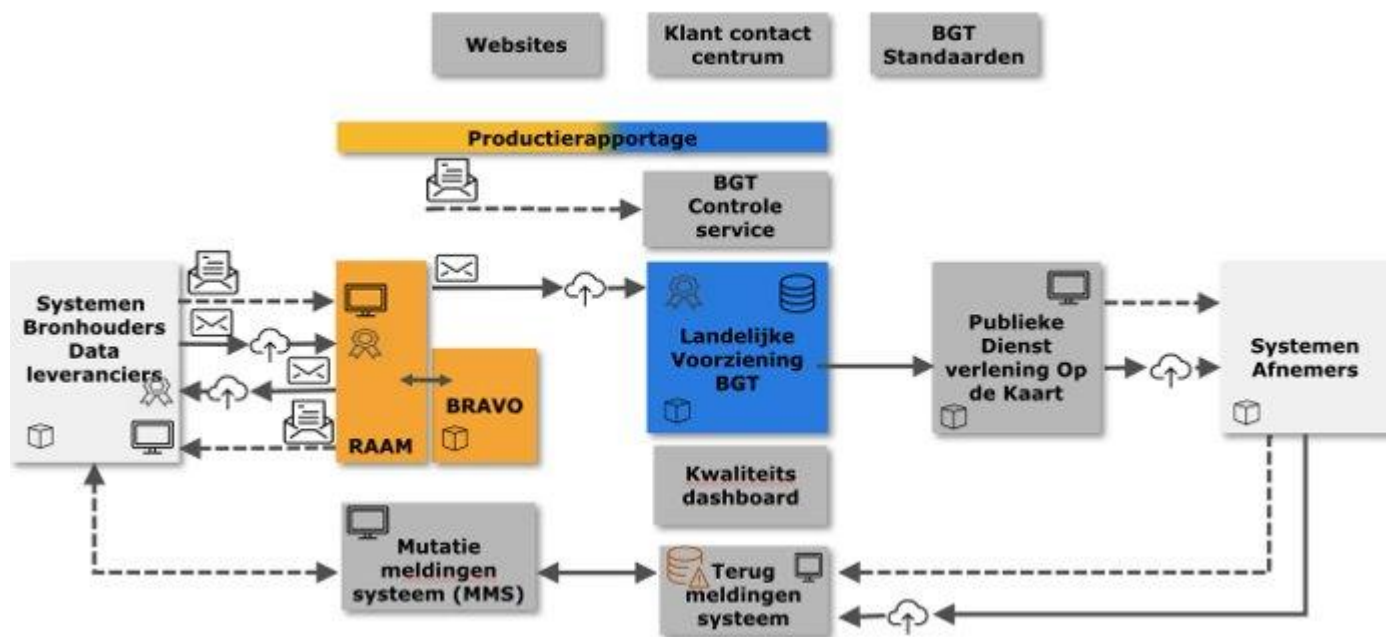 Websites
Klant contact
centrum
BGT
Standaarden
Productierapportage
BGT
Controle
service
Systemen
Bronhouders
Data
leveranciers
RAAM
BRAVO
Landelijke
Voorziening
BGT
Publieke
Dienst
verlening Op
de Kaart
Systemen
Afnemers
Kwaliteits
dashboard
Mutatie
meldingen
systeem (MMS)
Terug
meldingen
systeem